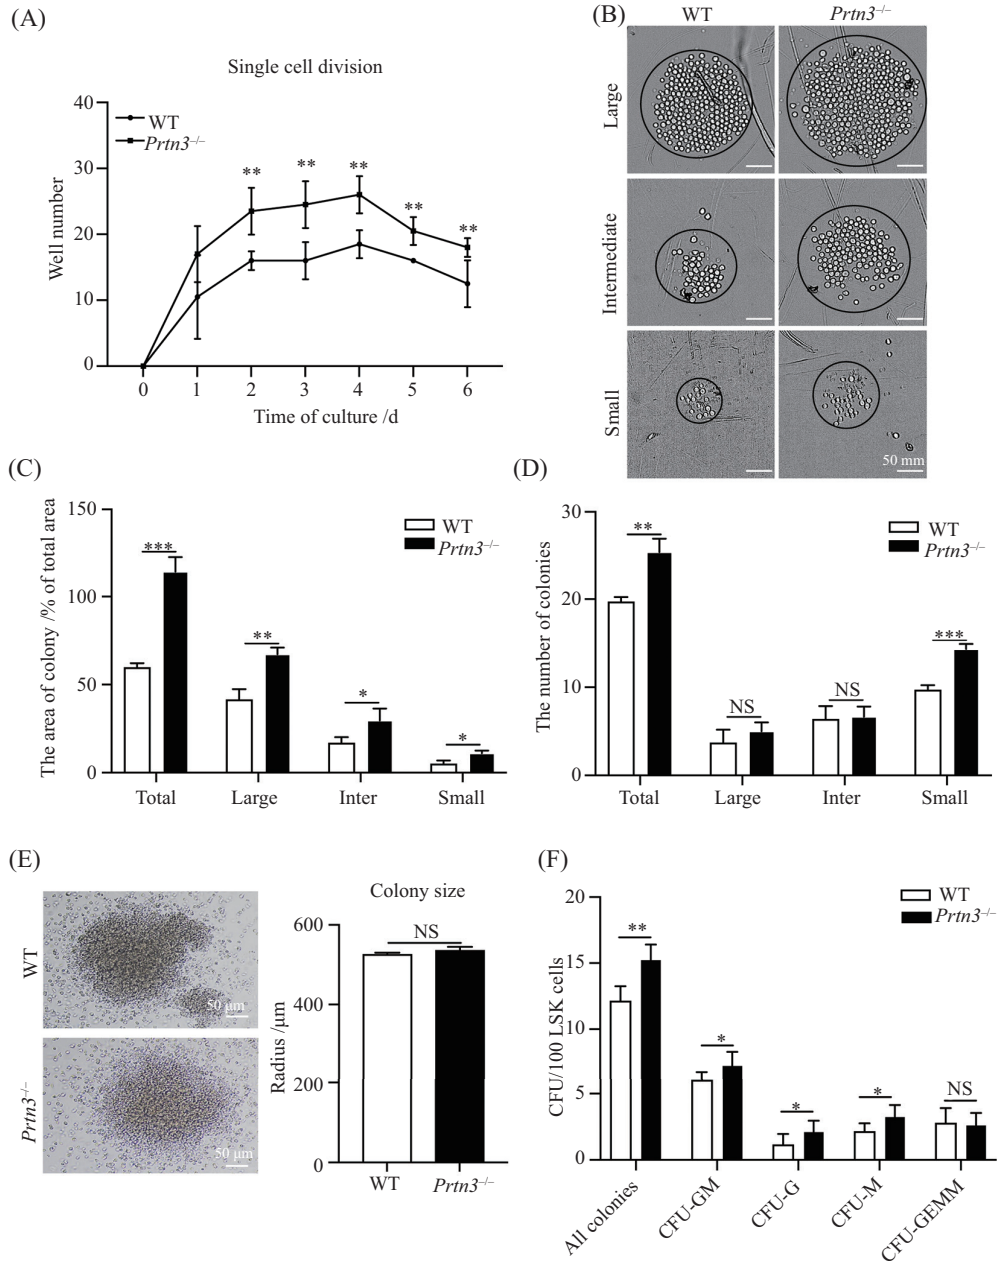 (A)
Single cell division
Well number
40
30
20
10
0
WT
Prtn3–/–
**
**
**
**
**
0 1 2 3 4 5 6
Time of culture /d
(B)
WT Prtn3–/–
Large
Intermediate
Small
50 mm
(C)
The area of colony /% of total area
150
100
50
0
WT
Prtn3–/–
***
**
*
*
Total Large Inter Small
(D)
The number of colonies
30
20
10
0
WT
Prtn3–/–
**
NS
NS
***
Total Large Inter Small
(E)
WT
50 μm
Prtn3–/–
50 μm
Colony size
Radius /μm
600
400
200
0
NS
WT Prtn3–/–
(F)
CFU/100 LSK cells
20
15
10
5
0
WT
Prtn3–/–
**
*
*
*
NS
All colonies
CFU-GM
CFU-G
CFU-M
CFU-GEMM